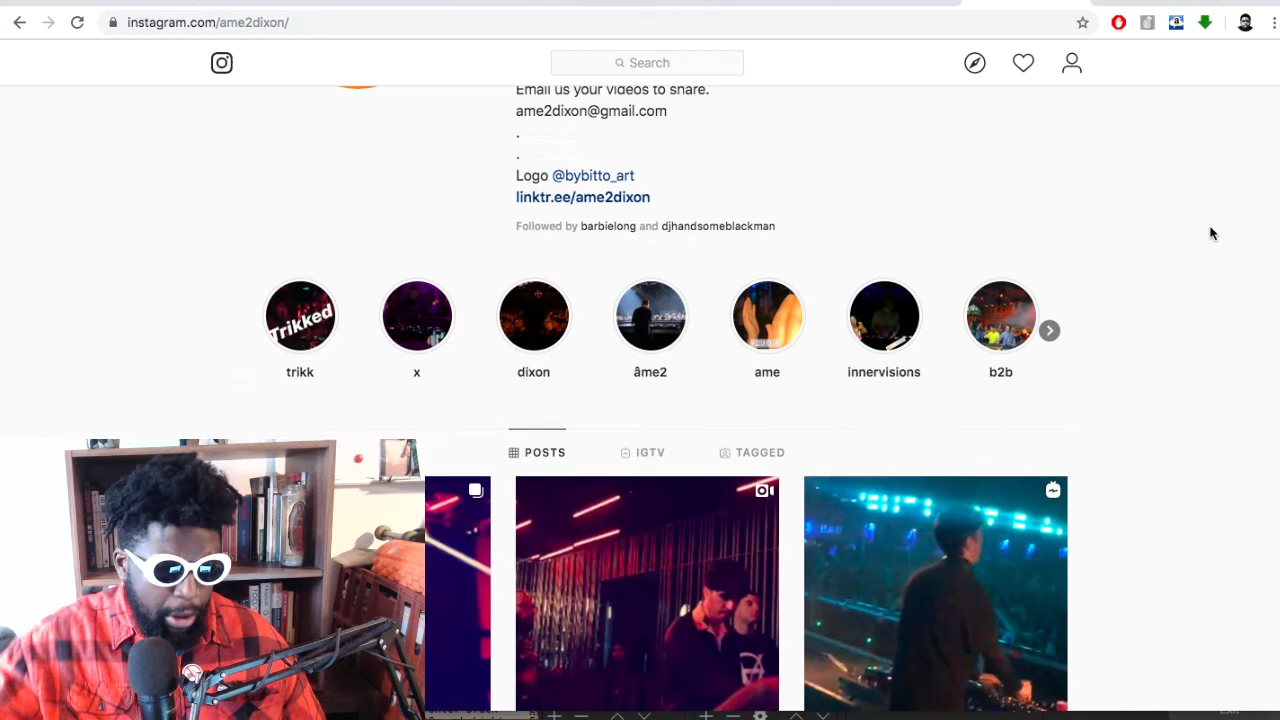 instagram.com/ame2dixon/
Search
Email us your videos to share.
ame2dixon@gmail.com
.
.
Logo @bybitto_art
linktr.ee/ame2dixon
Followed by barbielong and djhandsomeblackman
Trikked
trikk
x
dixon
âme2
ame
innervisions
b2b
POSTS
IGTV
TAGGED